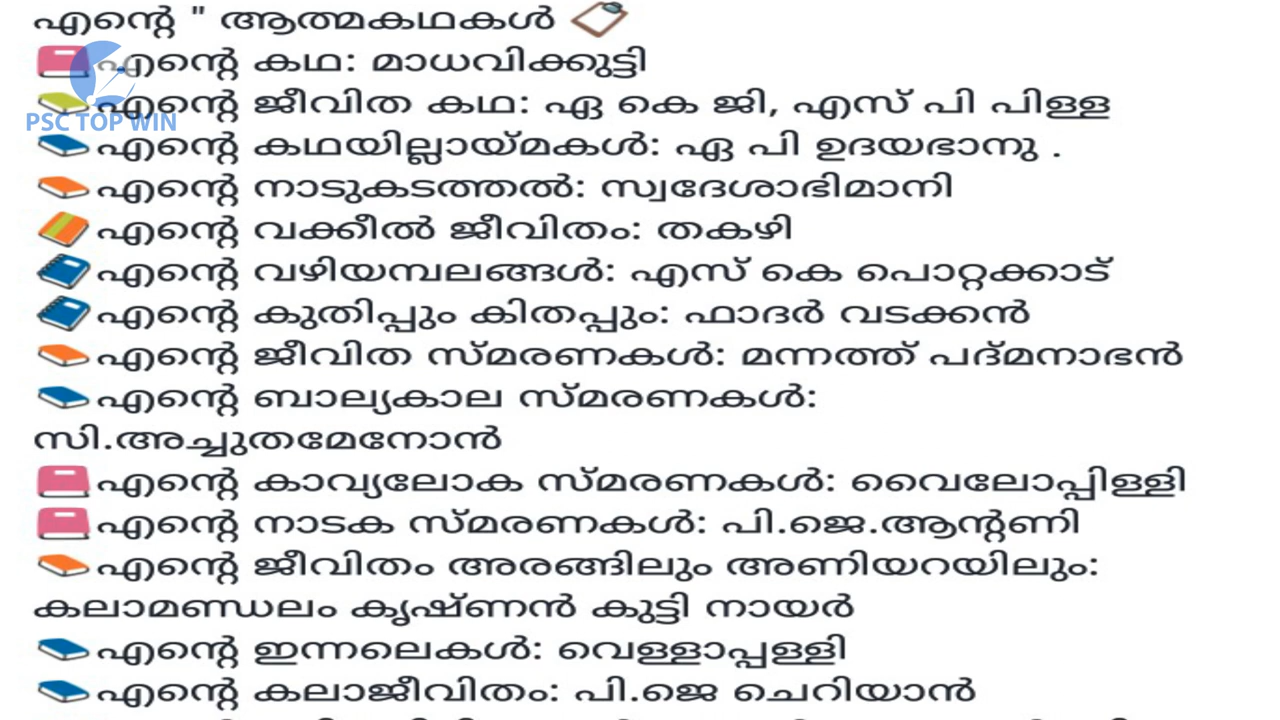 എന്റെ " ആത്മകഥകൾ
എന്റെ കഥ: മാധവിക്കുട്ടി
എന്റെ ജീവിത കഥ: ഏ കെ ജി, എസ് പി പിള്ള
PSC TOP WIN
എന്റെ കഥയില്ലായ്മകൾ: ഏ പി ഉദയഭാനു .
എന്റെ നാടുകടത്തൽ: സ്വദേശാഭിമാനി
എന്റെ വക്കീൽ ജീവിതം: തകഴി
എന്റെ വഴിയമ്പലങ്ങൾ: എസ് കെ പൊറ്റക്കാട്
എന്റെ കുതിപ്പും കിതപ്പും: ഫാദർ വടക്കൻ
എന്റെ ജീവിത സ്മരണകൾ: മന്നത്ത് പദ്മനാഭൻ
എന്റെ ബാല്യകാല സ്മരണകൾ:
സി.അച്ചുതമേനോൻ
എന്റെ കാവ്യലോക സ്മരണകൾ: വൈലോപ്പിള്ളി
എന്റെ നാടക സ്മരണകൾ: പി.ജെ.ആന്റണി
എന്റെ ജീവിതം അരങ്ങിലും അണിയറയിലും:
കലാമണ്ഡലം കൃഷ്ണൻ കുട്ടി നായർ
എന്റെ ഇന്നലെകൾ: വെള്ളാപ്പള്ളി
എന്റെ കലാജീവിതം: പി.ജെ ചെറിയാൻ